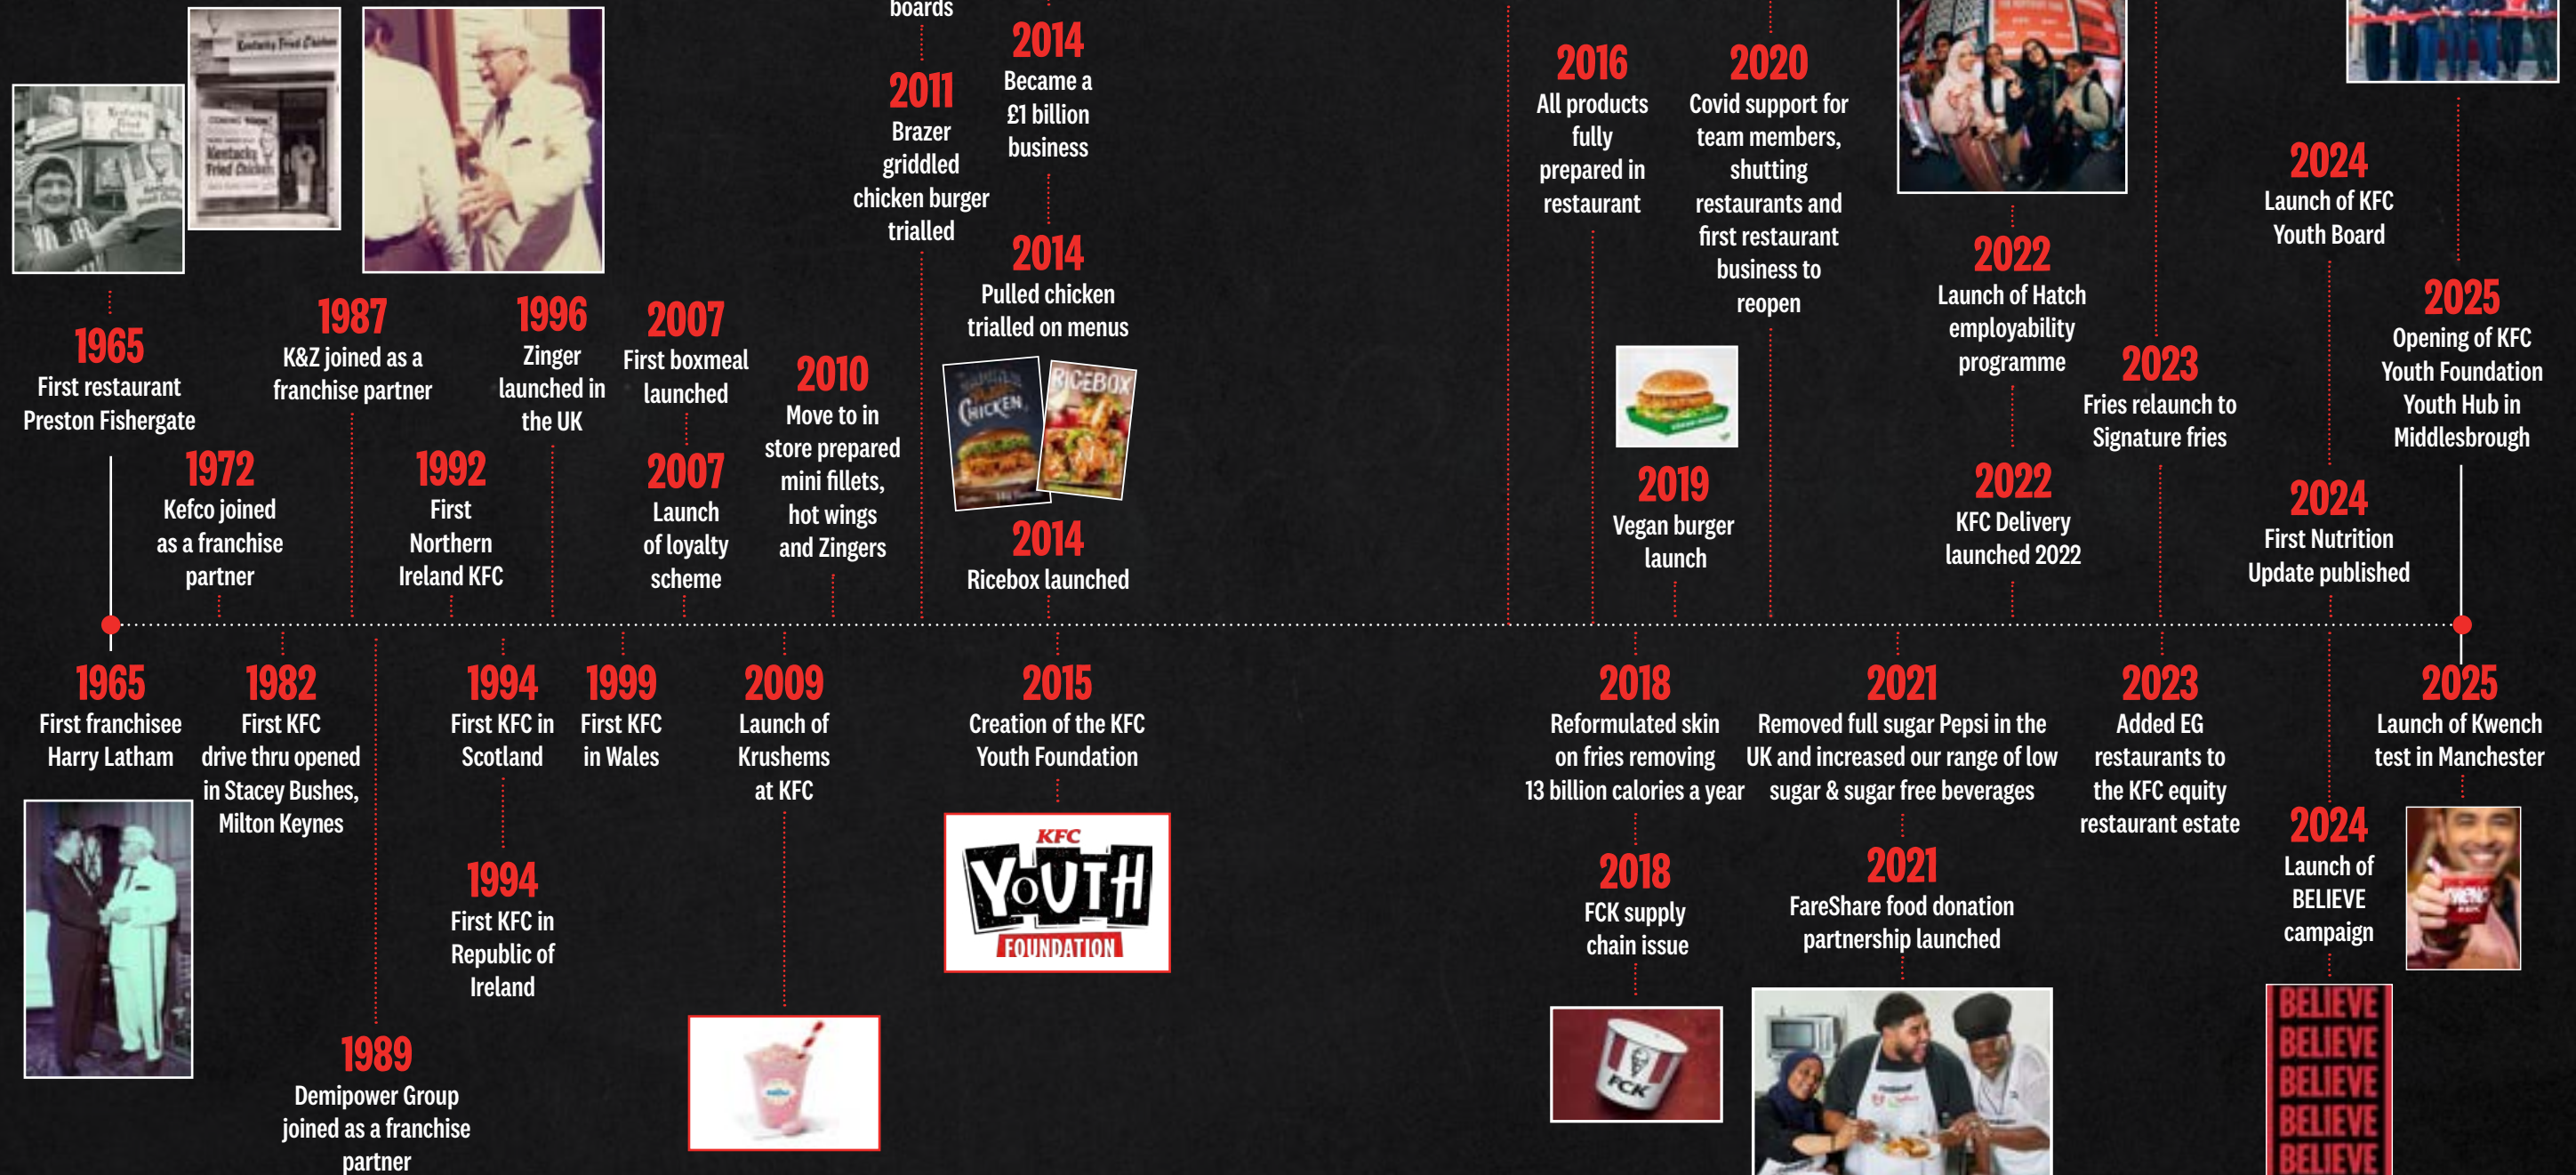 boards
2014
Became a
£1 billion
business
2011
Brazer
griddled
chicken burger
trialled
2016
All products
fully
prepared in
restaurant
2020
Covid support for
team members,
shutting
restaurants and
first restaurant
business to
reopen
Kentucky Fried Chicken
Kentucky
Fried Chicken
Kentucky
Fried
Chicken
2024
Launch of KFC
Youth Board
2014
Pulled chicken
trialled on menus
2022
Launch of Hatch
employability
programme
2025
Opening of KFC
Youth Foundation
Youth Hub in
Middlesbrough
1965
First restaurant
Preston Fishergate
1987
K&Z joined as a
franchise partner
1996
Zinger
launched in
the UK
2007
First boxmeal
launched
2010
Move to in
store prepared
mini fillets,
hot wings
and Zingers
CHICKEN
RICEBOX
2023
Fries relaunch to
Signature fries
1972
Kefco joined
as a franchise
partner
1992
First
Northern
Ireland KFC
2007
Launch
of loyalty
scheme
2014
Ricebox launched
2019
Vegan burger
launch
2022
KFC Delivery
launched 2022
2024
First Nutrition
Update published
1965
First franchisee
Harry Latham
1982
First KFC
drive thru opened
in Stacey Bushes,
Milton Keynes
1994
First KFC in
Scotland
1999
First KFC
in Wales
2009
Launch of
Krushems
at KFC
2015
Creation of the KFC
Youth Foundation
2018
Reformulated skin
on fries removing
13 billion calories a year
2021
Removed full sugar Pepsi in the
UK and increased our range of low
sugar & sugar free beverages
2023
Added EG
restaurants to
the KFC equity
restaurant estate
2025
Launch of Kwench
test in Manchester
1994
First KFC in
Republic of
Ireland
KFC
YOUTH
FOUNDATION
2018
FCK supply
chain issue
2021
FareShare food donation
partnership launched
2024
Launch of
BELIEVE
campaign
1989
Demipower Group
joined as a franchise
partner
FCK
BELIEVE
BELIEVE
BELIEVE
BELIEVE
BELIEVE